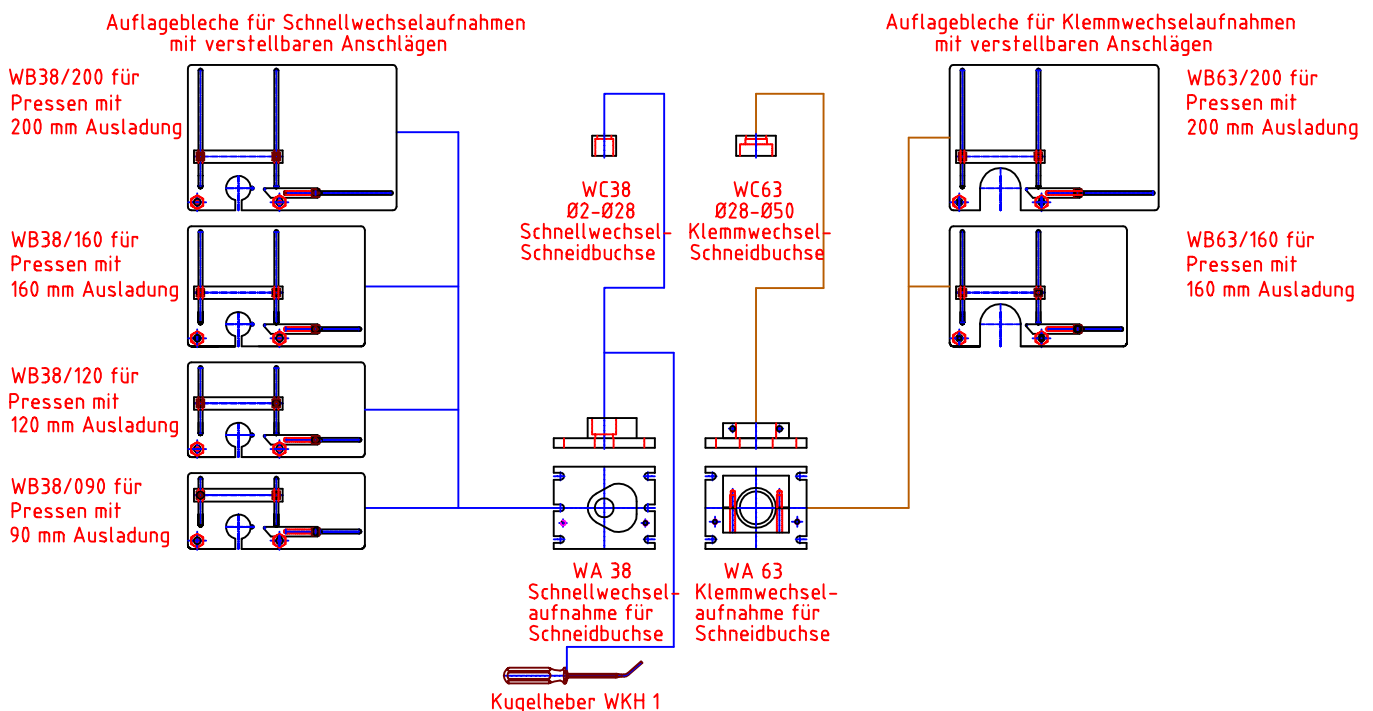 Auflagebleche für Schnellwechselaufnahmen
mit verstellbaren Anschlägen
WB38/200 für
Pressen mit
200 mm Ausladung
WB38/160 für
Pressen mit
160 mm Ausladung
WB38/120 für
Pressen mit
120 mm Ausladung
WB38/090 für
Pressen mit
90 mm Ausladung
WC38
Ø2-Ø28
Schnellwechsel-
Schneidbuchse
WC63
Ø28-Ø50
Klemmwechsel-
Schneidbuchse
WA 38
Schnellwechsel-
aufnahme für
Schneidbuchse
WA 63
Klemmwechsel-
aufnahme für
Schneidbuchse
Kugelheber WKH 1
Auflagebleche für Klemmwechselaufnahmen
mit verstellbaren Anschlägen
WB63/200 für
Pressen mit
200 mm Ausladung
WB63/160 für
Pressen mit
160 mm Ausladung